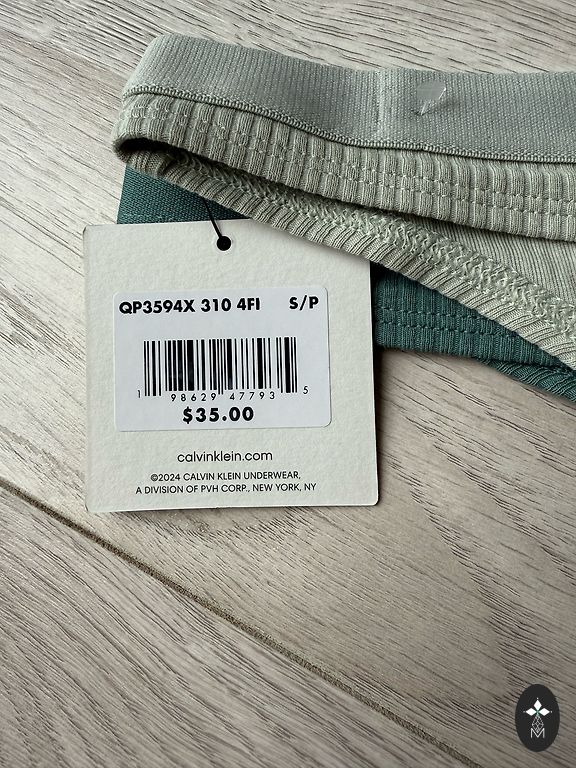 QP3594X 310 4FI S/P
1 98629 47793 5
$35.00
calvinklein.com
©2024 CALVIN KLEIN UNDERWEAR,
A DIVISION OF PVH CORP., NEW YORK, NY
M